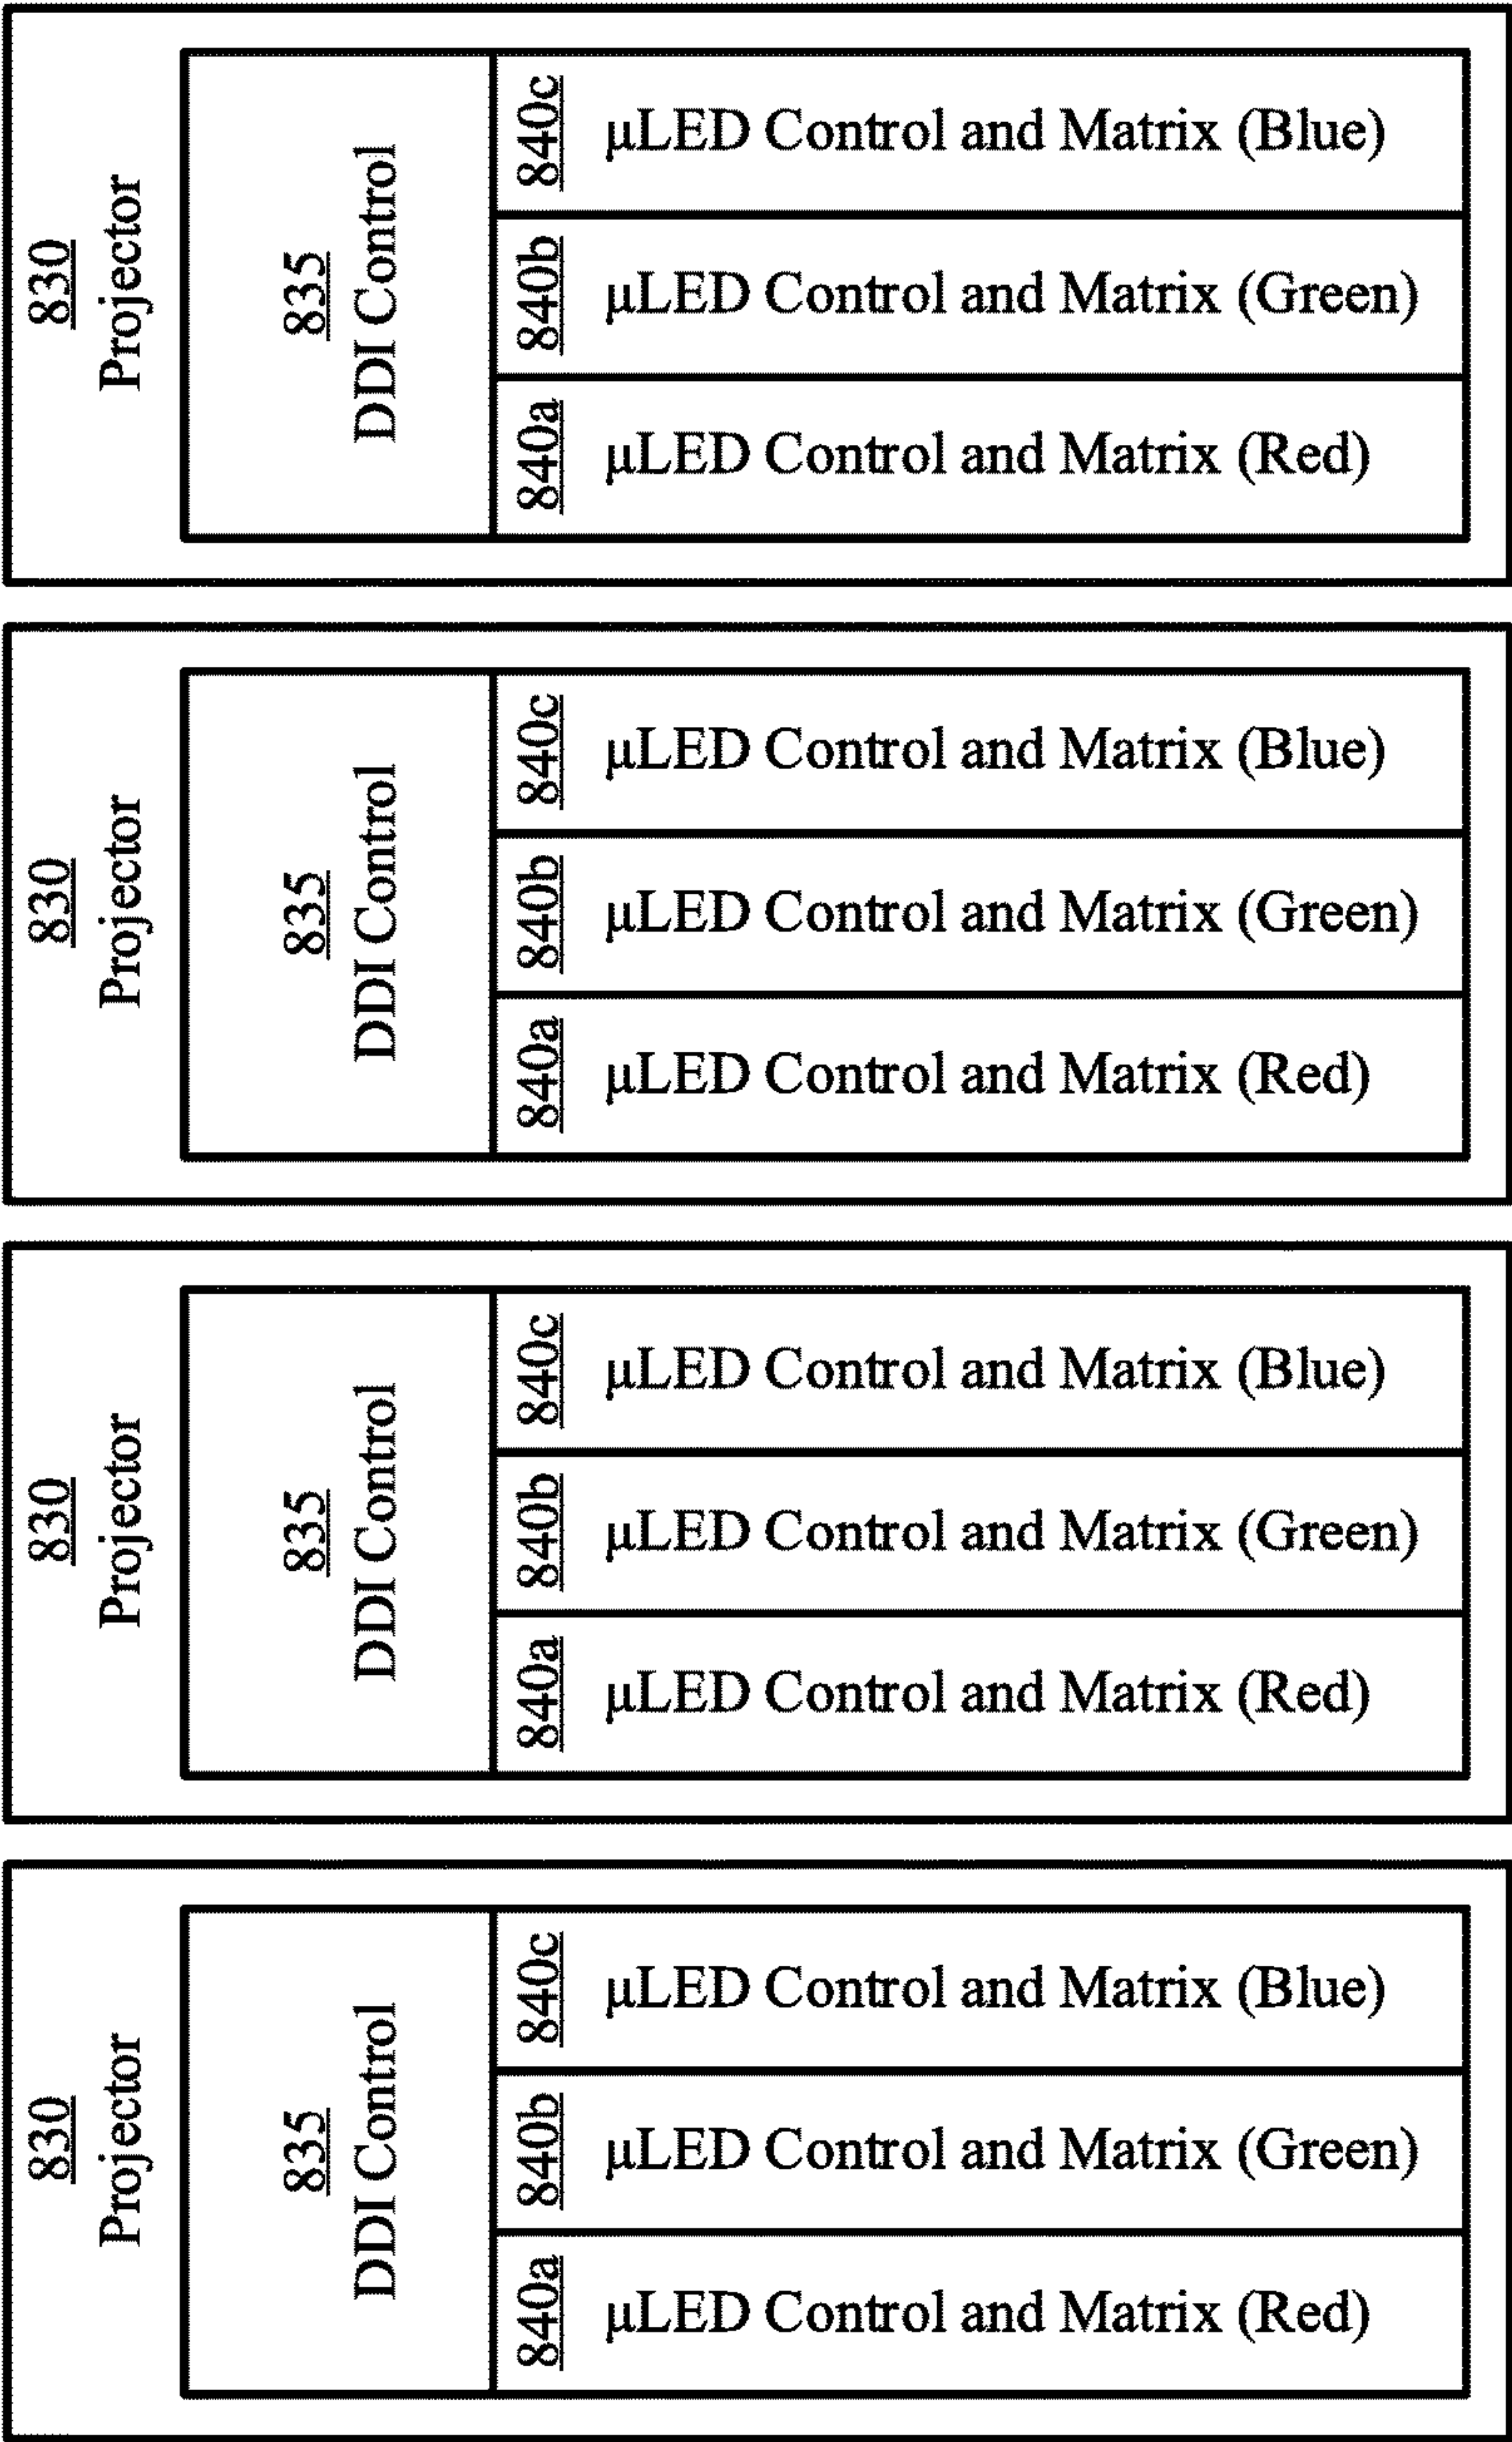 830
Projector
835
DDI Control
840a
μLED Control and Matrix (Red)
840b
μLED Control and Matrix (Green)
840c
μLED Control and Matrix (Blue)
830
Projector
835
DDI Control
840a
μLED Control and Matrix (Red)
840b
μLED Control and Matrix (Green)
840c
μLED Control and Matrix (Blue)
830
Projector
835
DDI Control
840a
μLED Control and Matrix (Red)
840b
μLED Control and Matrix (Green)
840c
μLED Control and Matrix (Blue)
830
Projector
835
DDI Control
840a
μLED Control and Matrix (Red)
840b
μLED Control and Matrix (Green)
840c
μLED Control and Matrix (Blue)